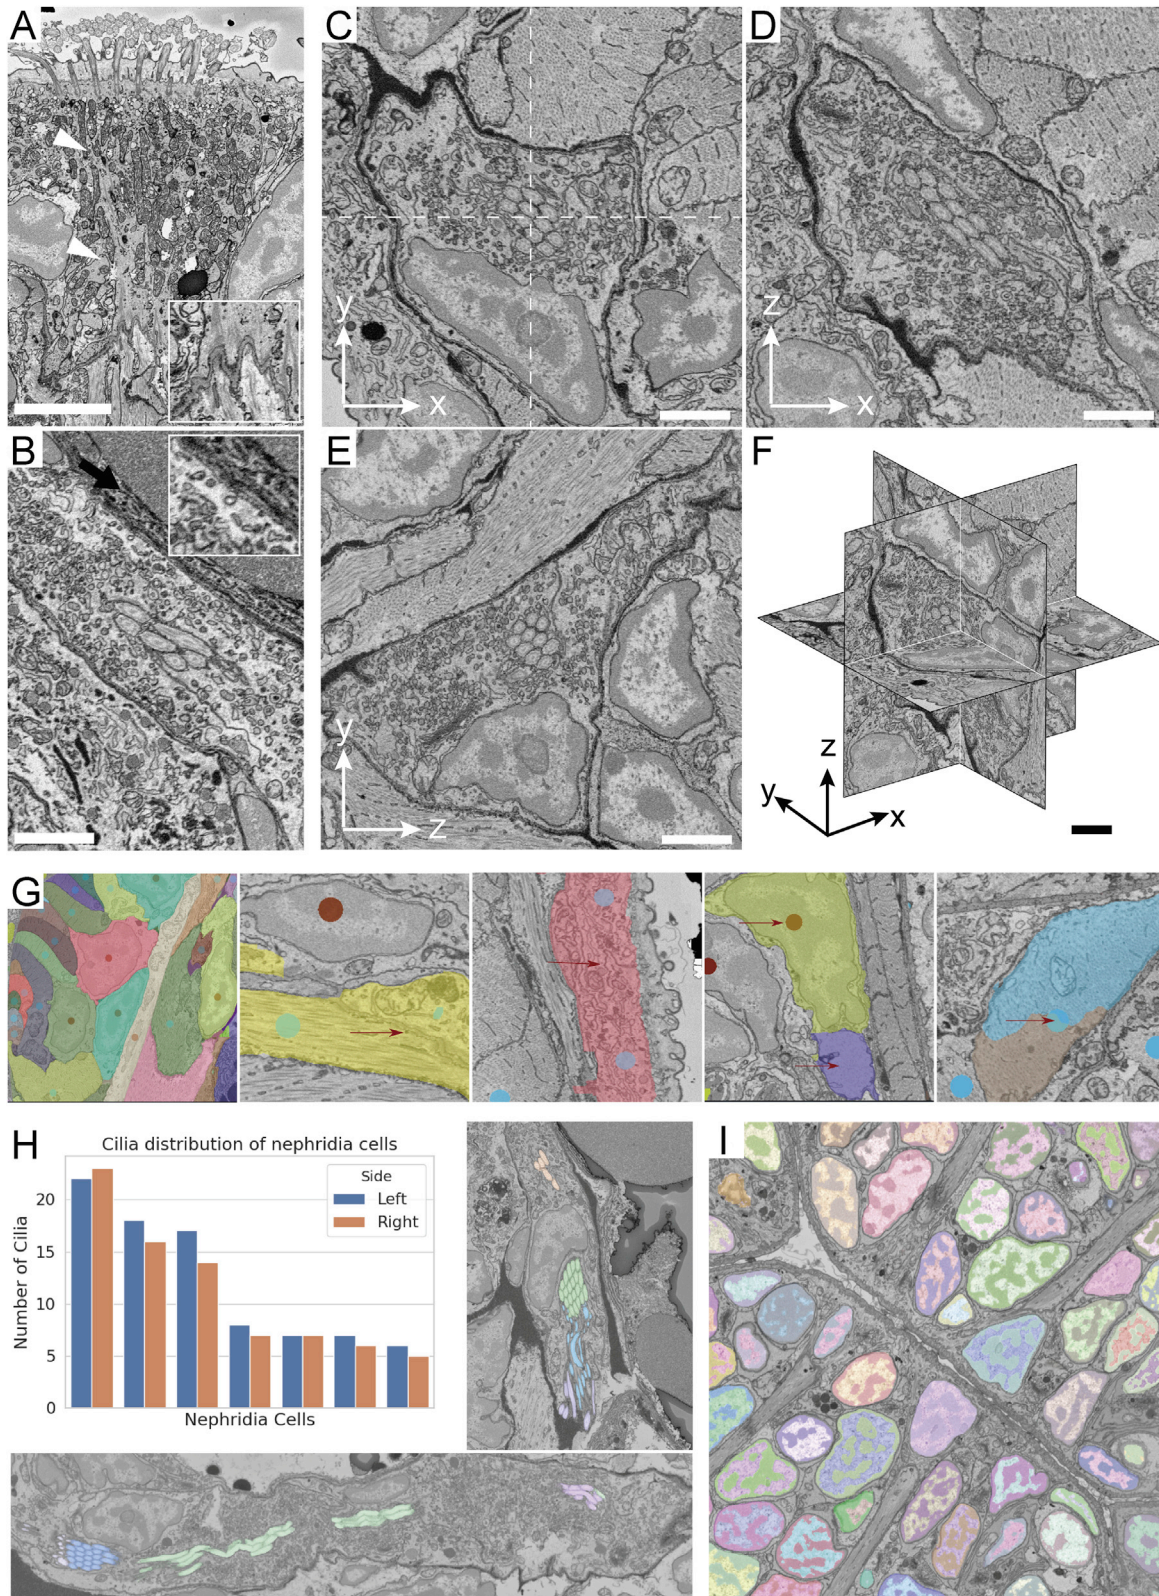 A
C
D
y
x
z
x
B
E
F
y
z
z
y
x
G
H
I
Cilia distribution of nephridia cells
Side
Left
Right
Number of Cilia
20
15
10
5
0
Nephridia Cells